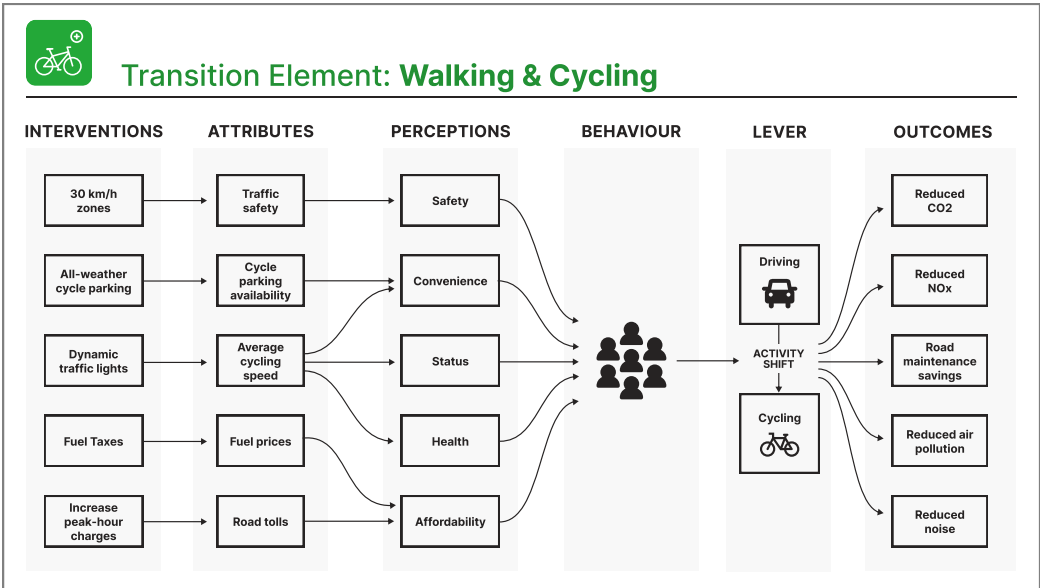 Transition Element: Walking & Cycling
INTERVENTIONS
ATTRIBUTES
PERCEPTIONS
BEHAVIOUR
LEVER
OUTCOMES
30 km/h
zones
Traffic
safety
Safety
Reduced
CO2
All-weather
cycle parking
Cycle
parking
availability
Convenience
Driving
Reduced
NOx
Dynamic
traffic lights
Average
cycling
speed
Status
ACTIVITY
SHIFT
Road
maintenance
savings
Fuel Taxes
Fuel prices
Health
Cycling
Reduced air
pollution
Increase
peak-hour
charges
Road tolls
Affordability
Reduced
noise